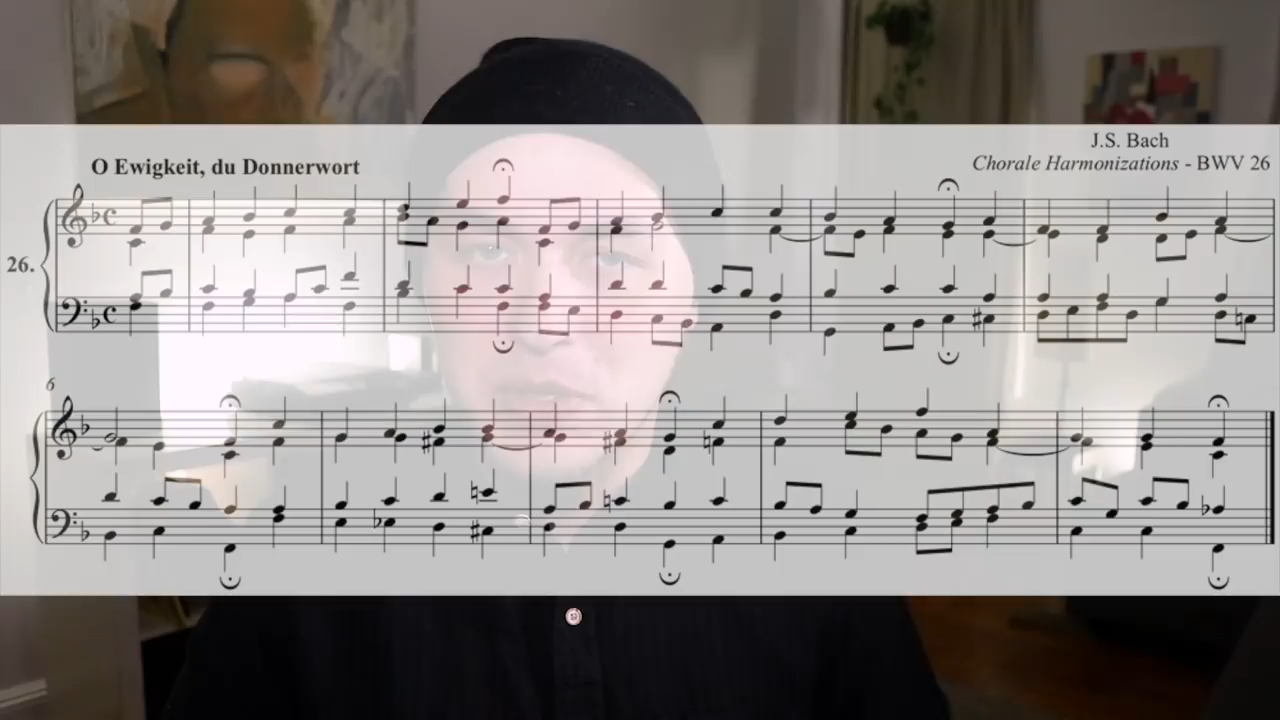 J.S. Bach
O Ewigkeit, du Donnerwort
Chorale Harmonizations - BWV 26
26.
6